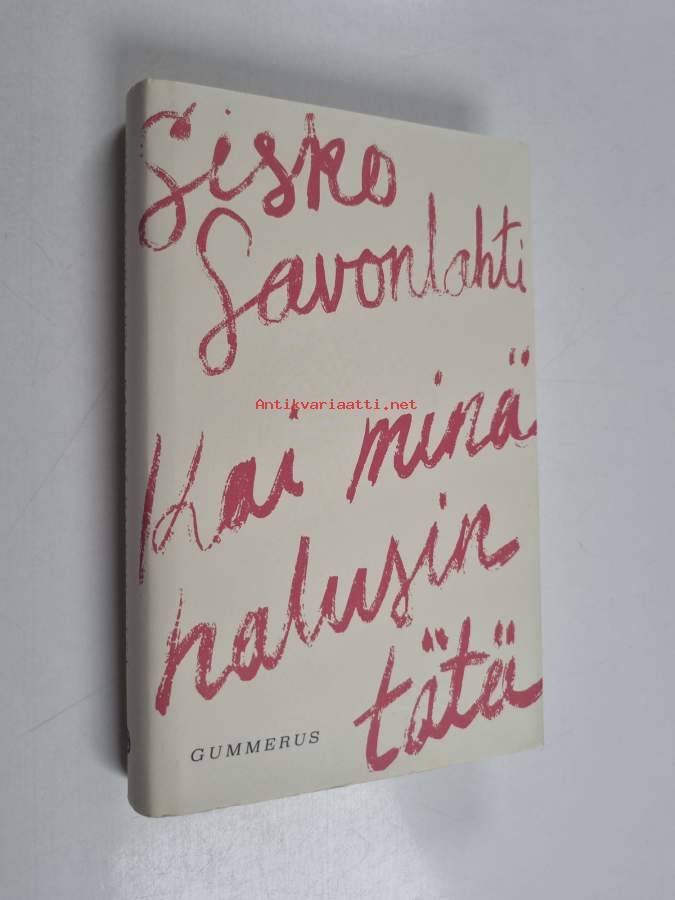 Sisko
Savonlahti
Antikvariaatti.net
Kai minä
halusin
tätä
GUMMERUS